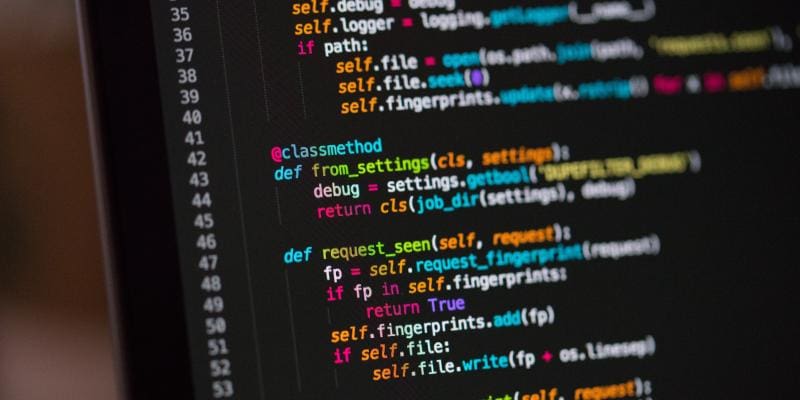 35 self.debug = debug
36 self.logger = logging.getLogger(__name__)
37 if path:
38 self.file = open(os.path.join(path, 'requests.seen'),
39 self.file.seek(0)
40 self.fingerprints.update(x.rstrip() for x in self.file
41
42 @classmethod
43 def from_settings(cls, settings):
44 debug = settings.getbool('DUPEFILTER_DEBUG')
45 return cls(job_dir(settings), debug)
46
47 def request_seen(self, request):
48 fp = self.request_fingerprint(request)
49 if fp in self.fingerprints:
50 return True
51 self.fingerprints.add(fp)
52 if self.file:
53 self.file.write(fp + os.linesep)
(self, request):